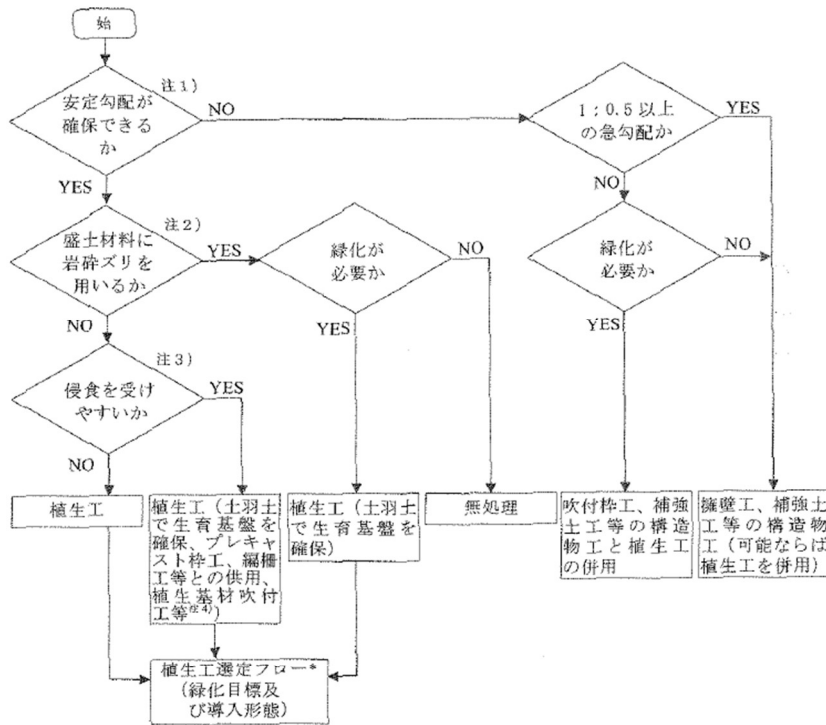 始
注1)
安定勾配が
確保できる
か
NO
1:0.5以上
の急勾配か
YES
YES
NO
注2)
盛土材料に
岩砕ズリを
用いるか
YES
緑化が
必要か
NO
緑化が
必要か
NO
NO
YES
YES
注3)
侵食を受け
やすいか
YES
NO
植生工
植生工(土羽土
で生育基盤を
確保、プレキャ
スト枠工、編柵
工等との供用、
植生基材吹付
工等注4))
植生工(土羽土
で生育基盤を
確保)
無処理
吹付枠工、補強
土工等の構造
物工と植生工
の併用
擁壁工、補強土
工等の構造物
工(可能ならば
植生工を併用)
植生工選定フロー*
(緑化目標及
び導入形態)